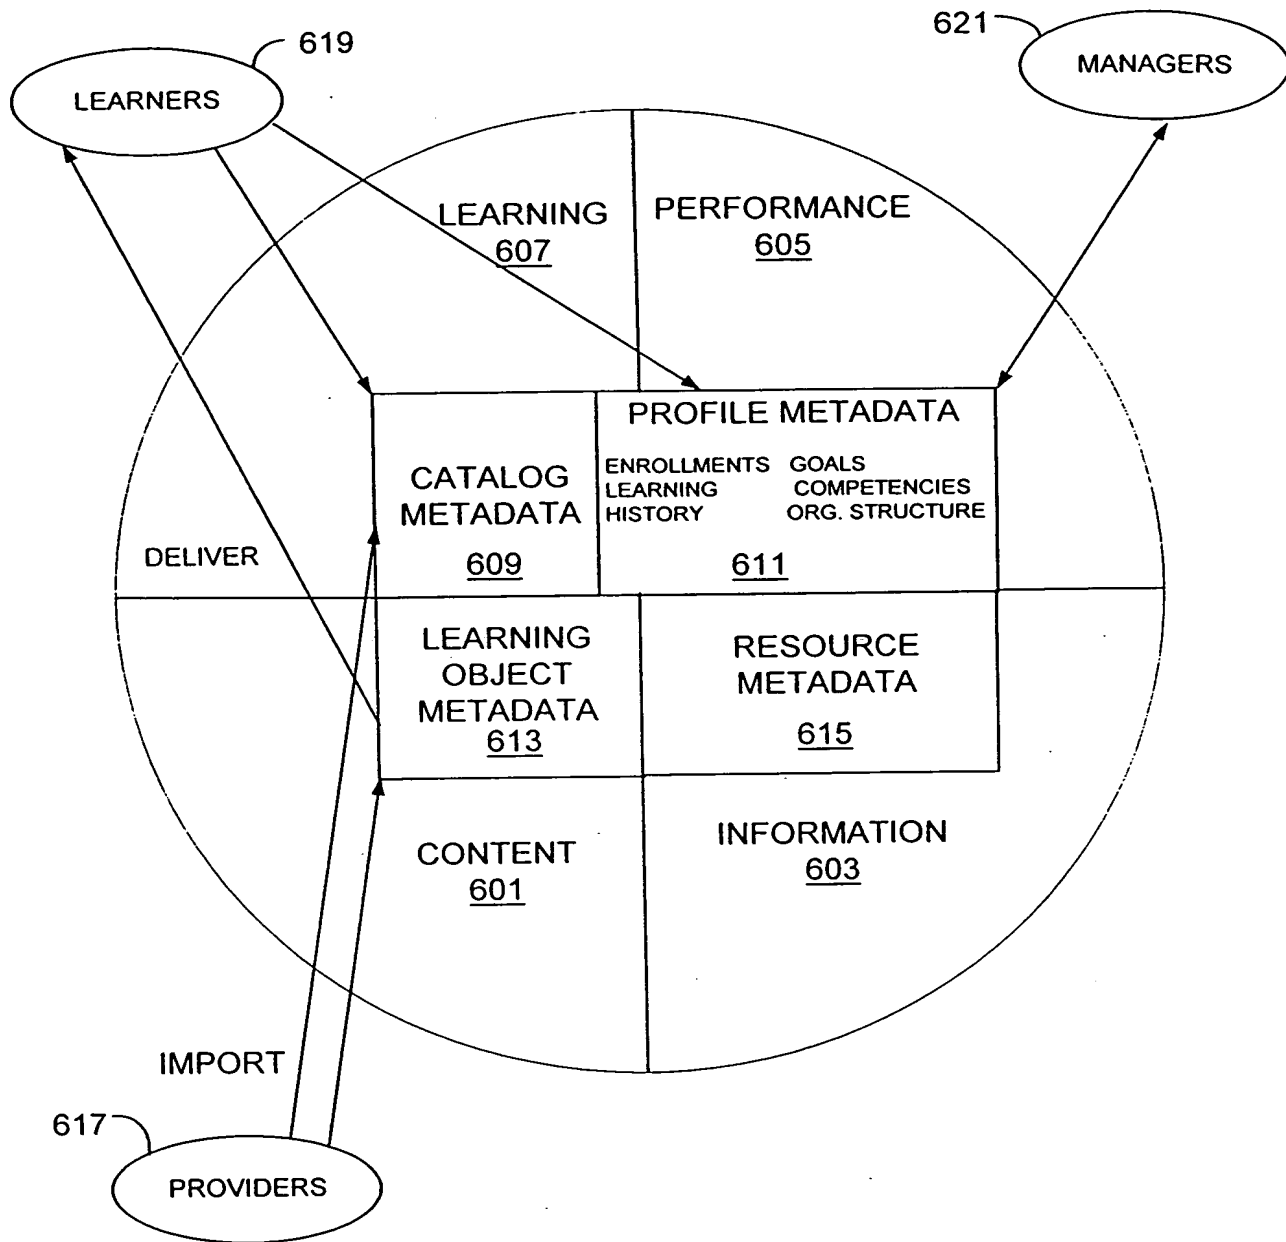 619
621
LEARNERS
MANAGERS
LEARNING
607
PERFORMANCE
605
PROFILE METADATA
ENROLLMENTS GOALS
LEARNING COMPETENCIES
HISTORY ORG. STRUCTURE
611
CATALOG
METADATA
609
DELIVER
LEARNING
OBJECT
METADATA
613
RESOURCE
METADATA
615
CONTENT
601
INFORMATION
603
IMPORT
617
PROVIDERS